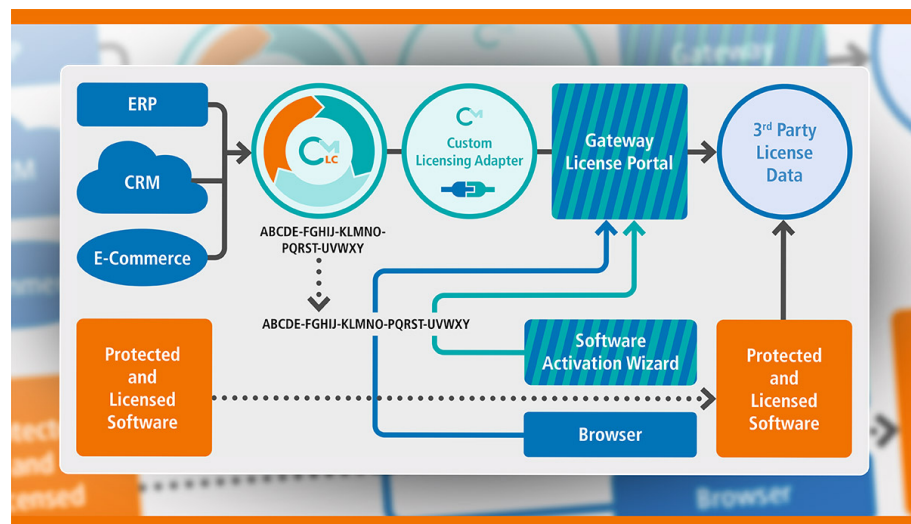 ERP
CRM
E-Commerce
CM LC
ABCDE-FGHIJ-KLMNO-
PQRST-UVWXY
CM
Custom
Licensing Adapter
Gateway
License Portal
3rd Party
License
Data
ABCDE-FGHIJ-KLMNO-PQRST-UVWXY
Protected
and
Licensed
Software
Software
Activation Wizard
Browser
Protected
and
Licensed
Software
Gateway
Browser